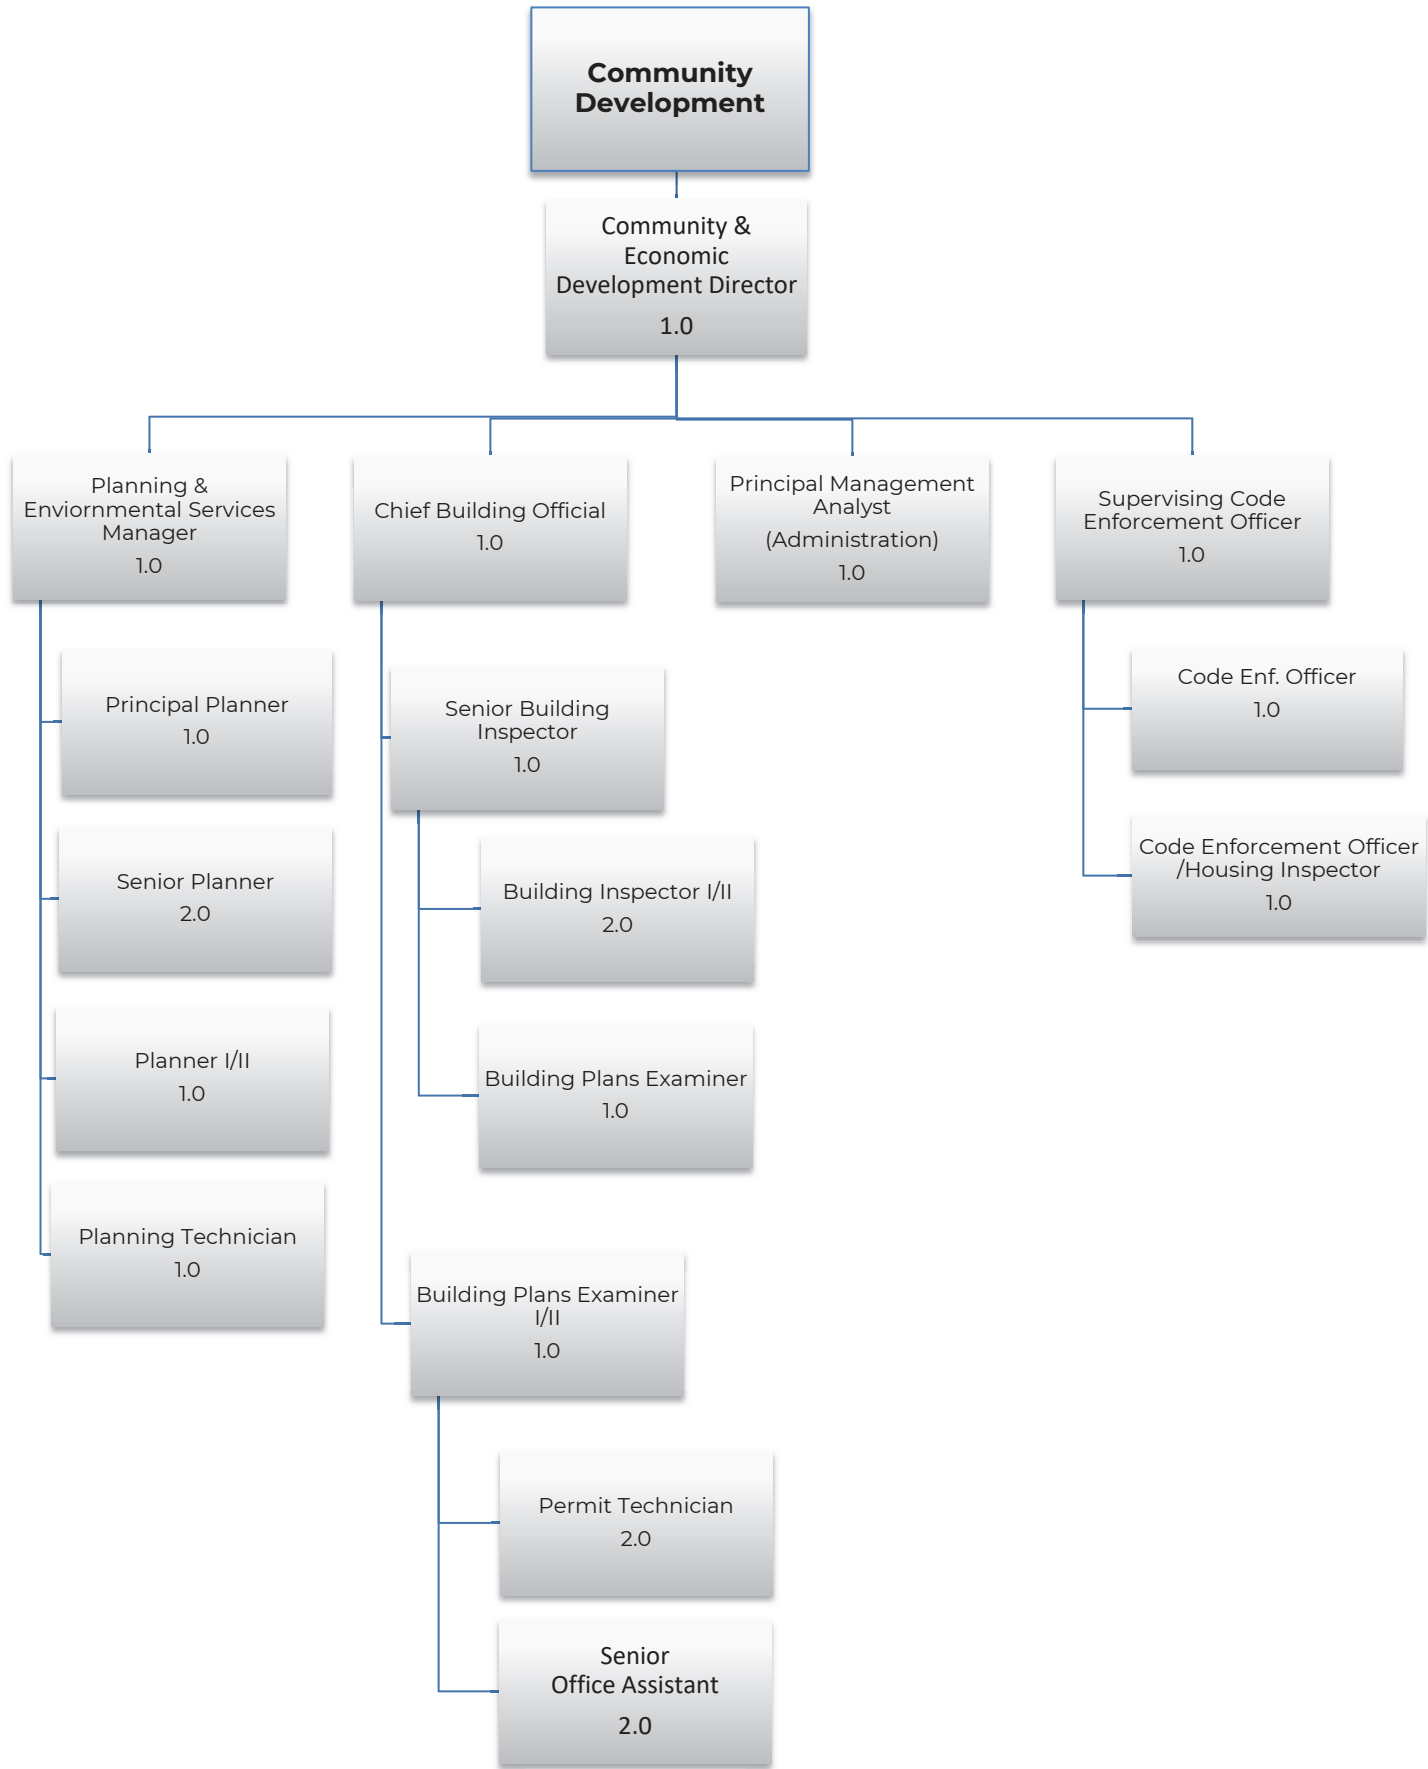 Community
Development
Community &
Economic
Development Director
1.0
Planning &
Enviornmental Services
Manager
1.0
Principal Planner
1.0
Senior Planner
2.0
Planner I/II
1.0
Planning Technician
1.0
Chief Building Official
1.0
Senior Building
Inspector
1.0
Building Inspector I/II
2.0
Building Plans Examiner
1.0
Building Plans Examiner
I/II
1.0
Permit Technician
2.0
Senior
Office Assistant
2.0
Principal Management
Analyst
(Administration)
1.0
Supervising Code
Enforcement Officer
1.0
Code Enf. Officer
1.0
Code Enforcement Officer
/Housing Inspector
1.0